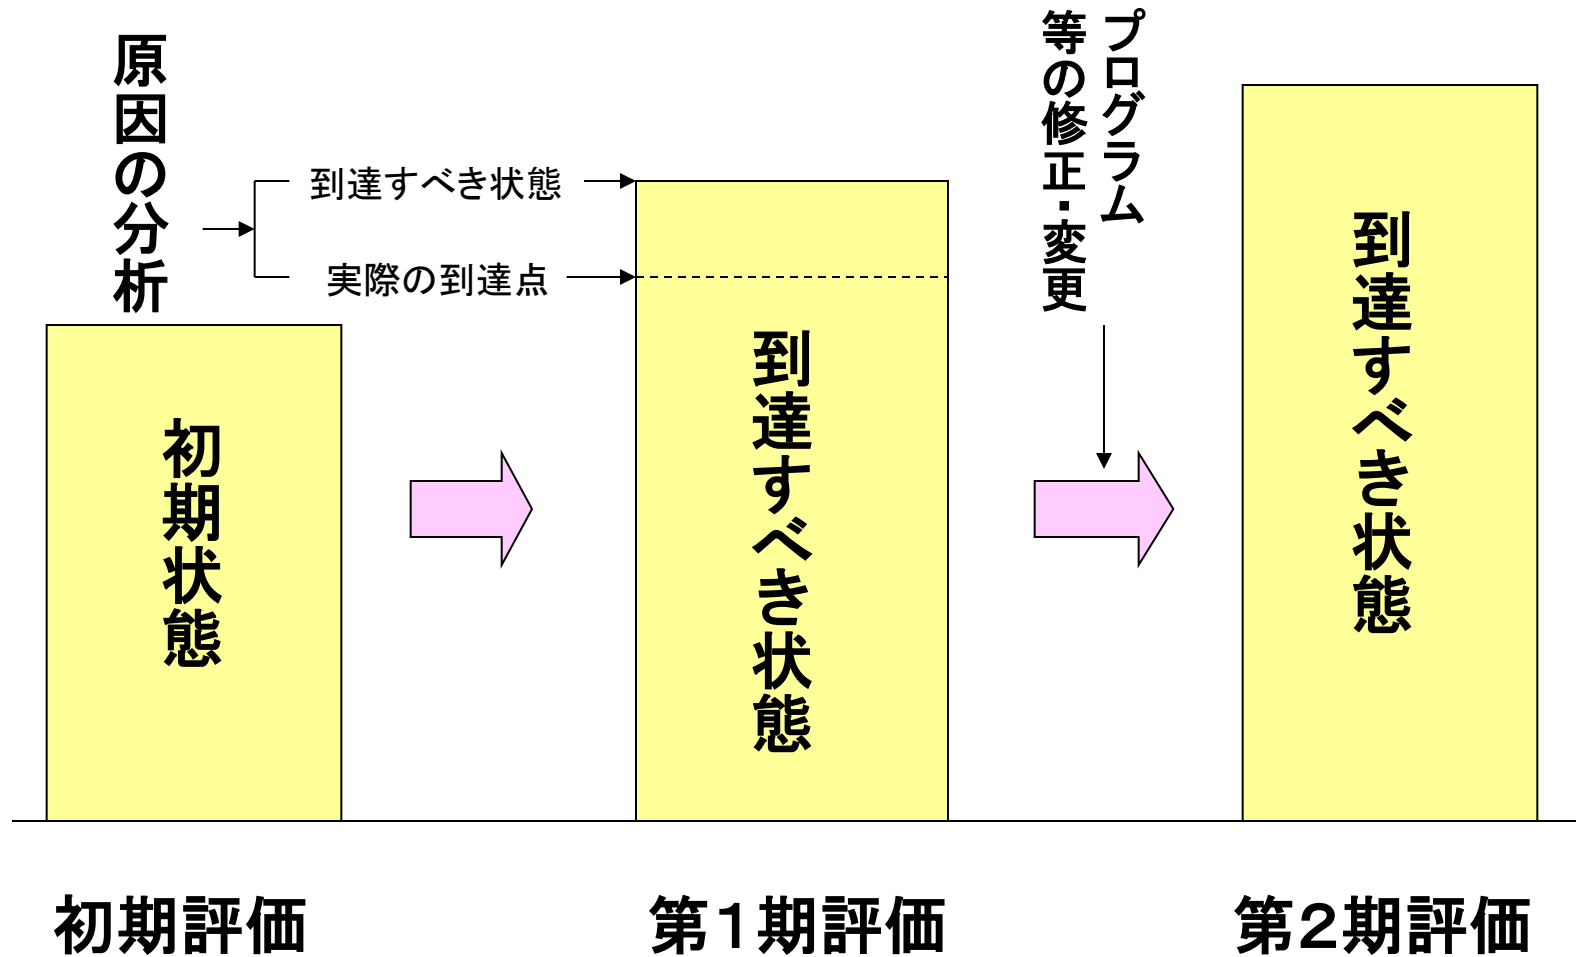 原因の分析
到達すべき状態
実際の到達点
プログラム
等の修正・変更
初期状態
到達すべき状態
到達すべき状態
初期評価
第１期評価
第２期評価